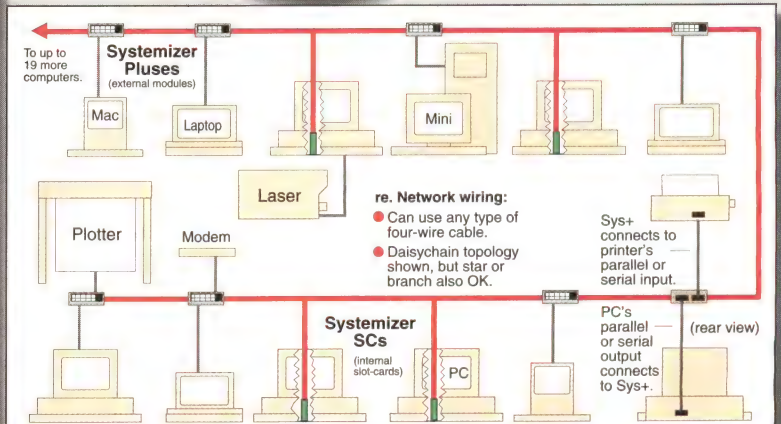 To up to
19 more
computers.
Systemizer
Pluses
(external modules)
Mac
Laptop
Mini
Laser
re. Network wiring:
Can use any type of
four-wire cable.
Daisychain topology
shown, but star or
branch also OK.
Sys+
connects to
printer's
parallel or
serial input.
Plotter
Modem
Systemizer
SCs
(internal
slot-cards)
PC
PC's
parallel
or serial
output
connects
to Sys+.
(rear view)